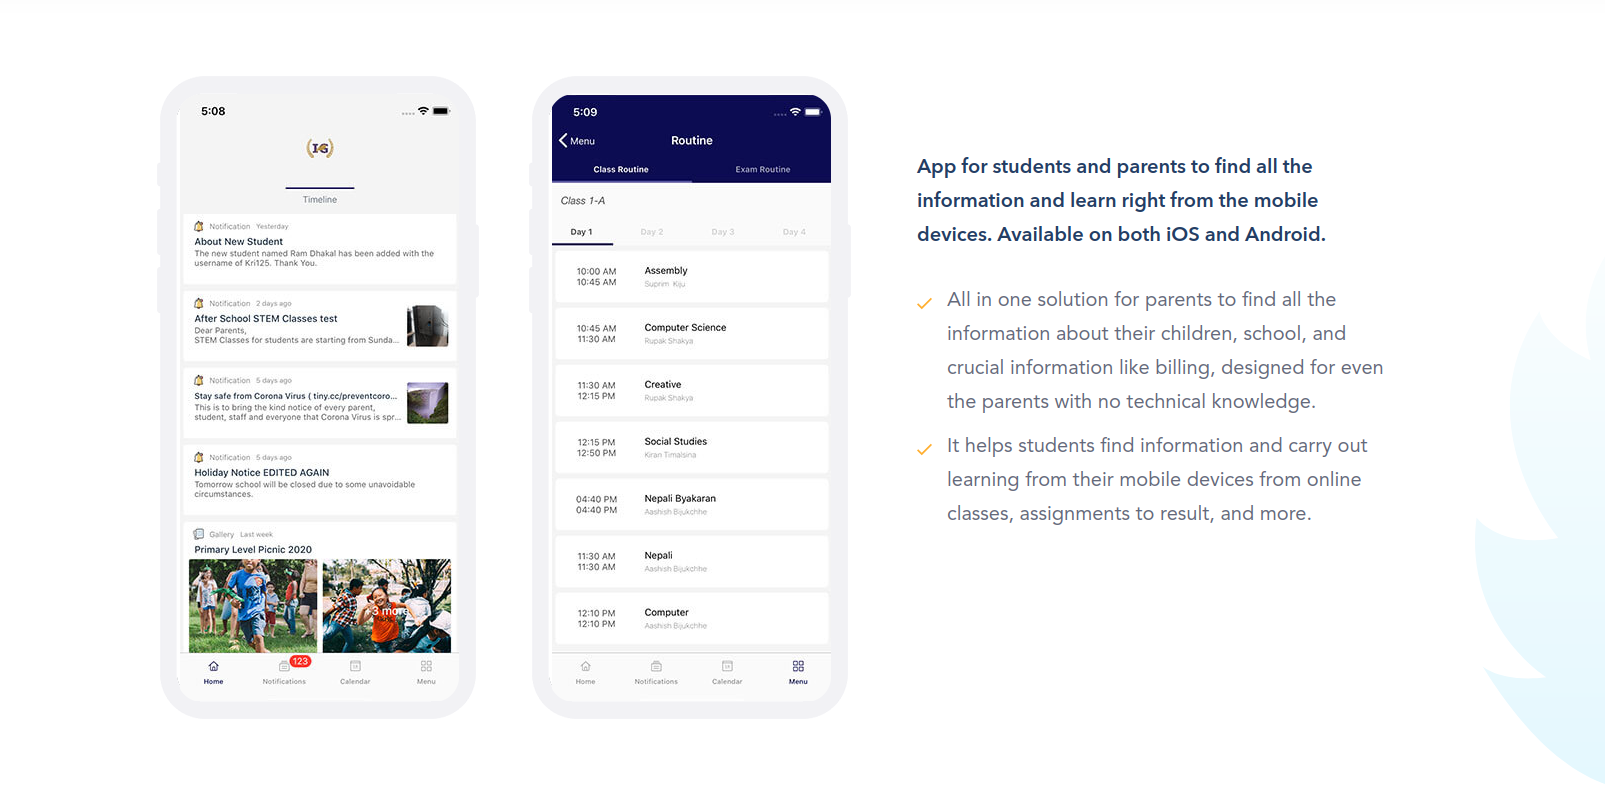 5:08
IGS
Timeline
Notification Yesterday
About New Student
The new student named Ram Dhakal has been added with the
username of Kri125. Thank You.
Notification 2 days ago
After School STEM Classes test
Dear Parents,
STEM Classes for students are starting from Sunda...
Notification 5 days ago
Stay safe from Corona Virus ( tiny.cc/preventcoro...
This is to bring the kind notice of every parent,
student, staff and everyone that Corona Virus is spr...
Notification 5 days ago
Holiday Notice EDITED AGAIN
Tomorrow school will be closed due to some unavoidable
circumstances.
Gallery Last week
Primary Level Picnic 2020
+3 more
123
Home Notifications Calendar Menu
5:09
Menu Routine
Class Routine Exam Routine
Class 1-A
Day 1 Day 2 Day 3 Day 4
10:00 AM Assembly
10:45 AM Suprim Kiju
10:45 AM Computer Science
11:30 AM Rupak Shakya
11:30 AM Creative
12:15 PM Rupak Shakya
12:15 PM Social Studies
12:50 PM Kiran Timalsina
04:40 PM Nepali Byakaran
04:40 PM Aashish Bijukchhe
11:30 AM Nepali
11:30 AM Aashish Bijukchhe
12:10 PM Computer
12:10 PM Aashish Bijukchhe
Home Notifications Calendar Menu
App for students and parents to find all the
information and learn right from the mobile
devices. Available on both iOS and Android.
All in one solution for parents to find all the
information about their children, school, and
crucial information like billing, designed for even
the parents with no technical knowledge.
It helps students find information and carry out
learning from their mobile devices from online
classes, assignments to result, and more.